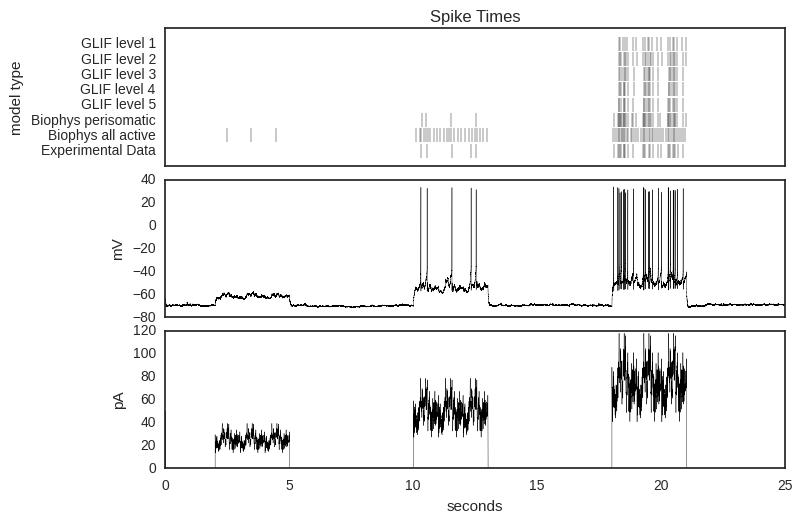 Spike Times
model type
GLIF level 1
GLIF level 2
GLIF level 3
GLIF level 4
GLIF level 5
Biophys perisomatic
Biophys all active
Experimental Data
mV
40
20
0
−20
−40
−60
−80
pA
120
100
80
60
40
20
0
0 5 10 15 20 25
seconds